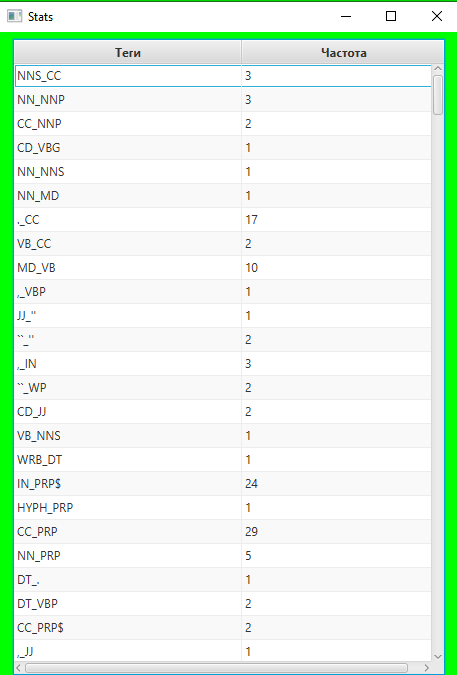 Stats
Теги Частота
NNS_CC 3
NN_NNP 3
CC_NNP 2
CD_VBG 1
NN_NNS 1
NN_MD 1
._CC 17
VB_CC 2
MD_VB 10
,_VBP 1
JJ_'' 1
``_'' 2
,_IN 3
``_WP 2
CD_JJ 2
VB_NNS 1
WRB_DT 1
IN_PRP$ 24
HYPH_PRP 1
CC_PRP 29
NN_PRP 5
DT_. 1
DT_VBP 2
CC_PRP$ 2
,_JJ 1